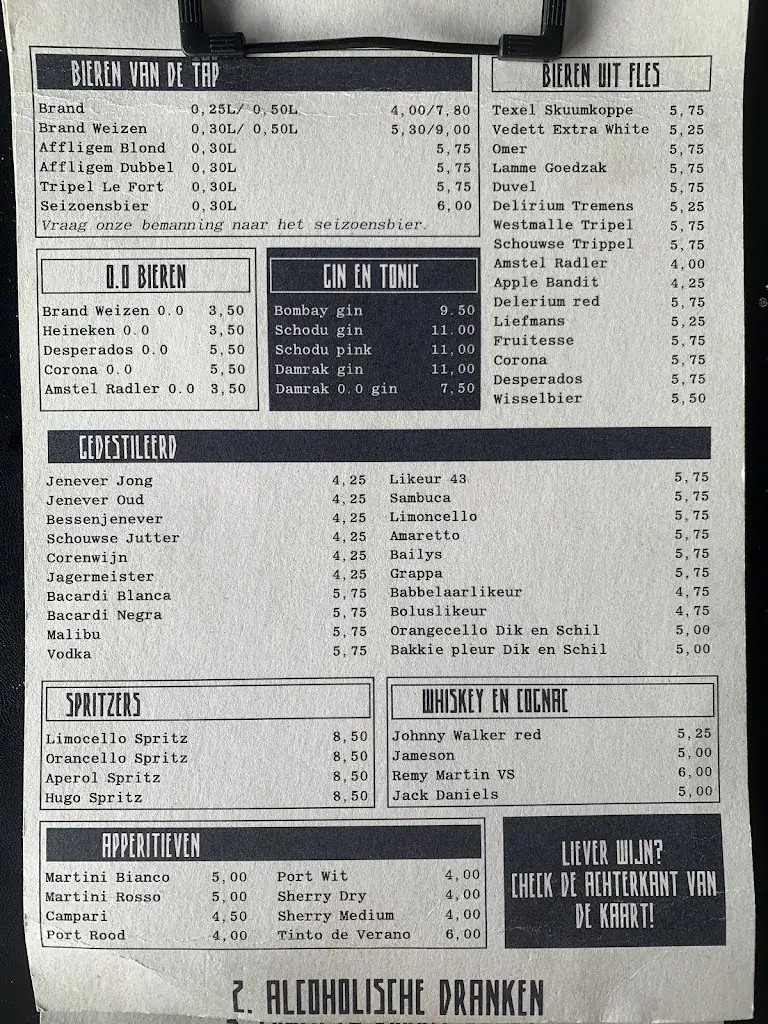 BIEREN VAN DE TAP
Brand 0,25L/ 0,50L 4,00/7,80
Brand Weizen 0,30L/ 0,50L 5,30/9,00
Affligem Blond 0,30L 5,75
Affligem Dubbel 0,30L 5,75
Tripel Le Fort 0,30L 5,75
Seizoensbier 0,30L 6,00
Vraag onze bemanning naar het seizoensbier.
BIEREN UIT FLES
Texel Skuumkoppe 5,75
Vedett Extra White 5,25
Omer 5,75
Lamme Goedzak 5,75
Duvel 5,75
Delirium Tremens 5,25
Westmalle Tripel 5,75
Schouwse Trippel 5,75
Amstel Radler 4,00
Apple Bandit 4,25
Delerium red 5,75
Liefmans 5,25
Fruitesse 5,75
Corona 5,75
Desperados 5,75
Wisselbier 5,50
0.0 BIEREN
Brand Weizen 0.0 3,50
Heineken 0.0 3,50
Desperados 0.0 5,50
Corona 0.0 5,50
Amstel Radler 0.0 3,50
GIN EN TONIC
Bombay gin 9.50
Schodu gin 11.00
Schodu pink 11,00
Damrak gin 11,00
Damrak 0.0 gin 7,50
GEDESTILEERD
Jenever Jong 4,25
Jenever Oud 4,25
Bessenjenever 4,25
Schouwse Jutter 4,25
Corenwijn 4,25
Jagermeister 4,25
Bacardi Blanca 5,75
Bacardi Negra 5,75
Malibu 5,75
Vodka 5,75
Likeur 43 5,75
Sambuca 5,75
Limoncello 5,75
Amaretto 5,75
Bailys 5,75
Grappa 5,75
Babbelaarlikeur 4,75
Boluslikeur 4,75
Orangecello Dik en Schil 5,00
Bakkie pleur Dik en Schil 5,00
SPRITZERS
Limocello Spritz 8,50
Orancello Spritz 8,50
Aperol Spritz 8,50
Hugo Spritz 8,50
WHISKEY EN COGNAC
Johnny Walker red 5,25
Jameson 5,00
Remy Martin VS 6,00
Jack Daniels 5,00
APPERITIEVEN
Martini Bianco 5,00
Martini Rosso 5,00
Campari 4,50
Port Rood 4,00
Port Wit 4,00
Sherry Dry 4,00
Sherry Medium 4,00
Tinto de Verano 6,00
LIEVER WIJN?
CHECK DE ACHTERKANT VAN
DE KAART!
2. ALCOHOLISCHE DRANKEN